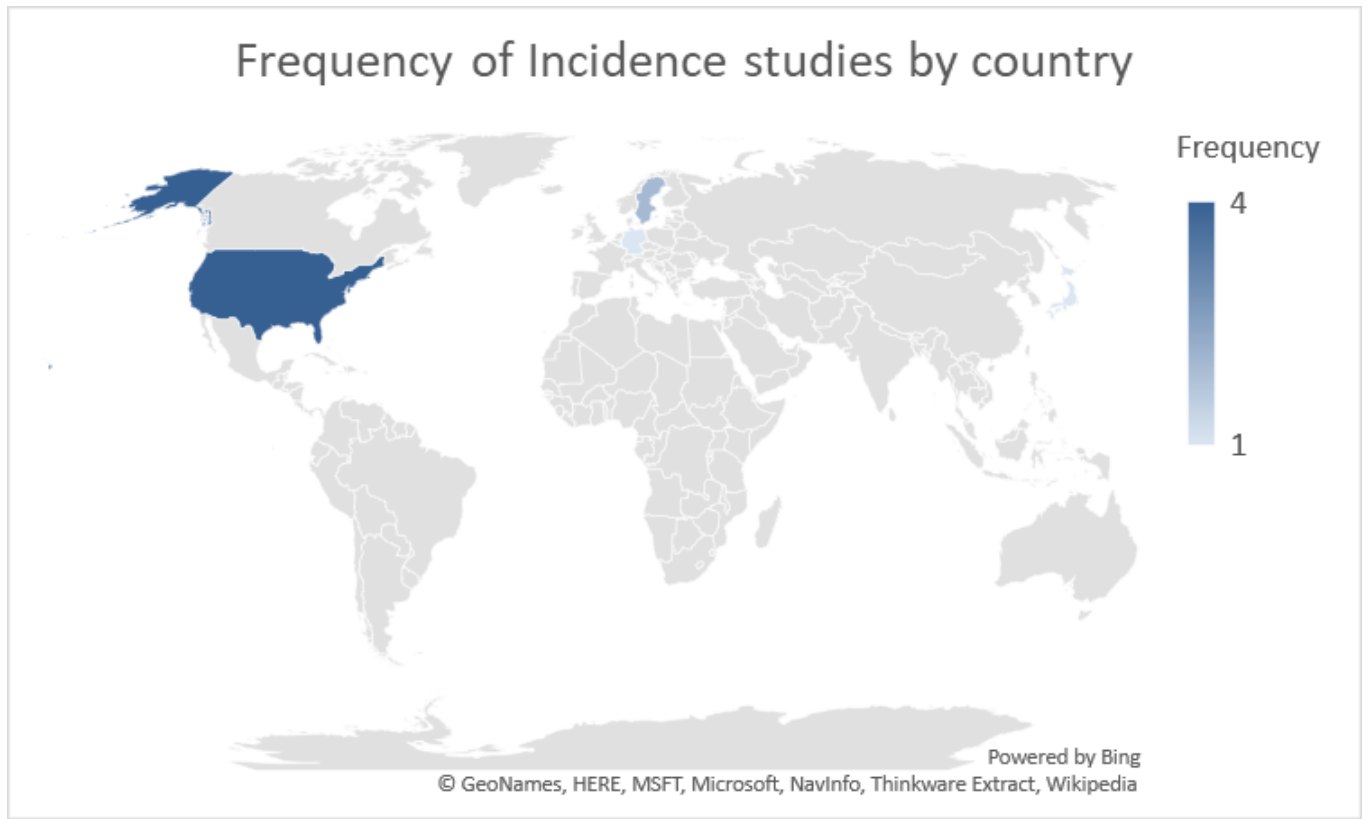 Frequency of Incidence studies by country
Frequency
4
1
Powered by Bing
© GeoNames, HERE, MSFT, Microsoft, NavInfo, Thinkware Extract, Wikipedia